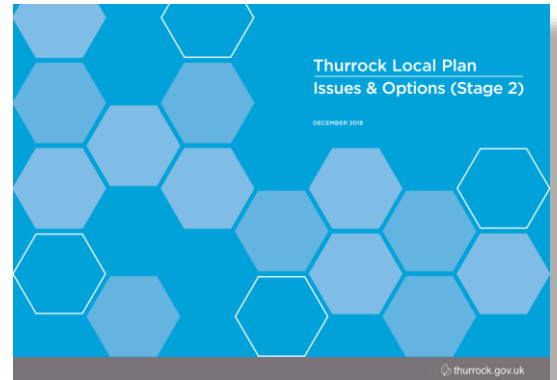 Thurrock Local Plan
Issues & Options (Stage 2)
DECEMBER 2018
thurrock.gov.uk